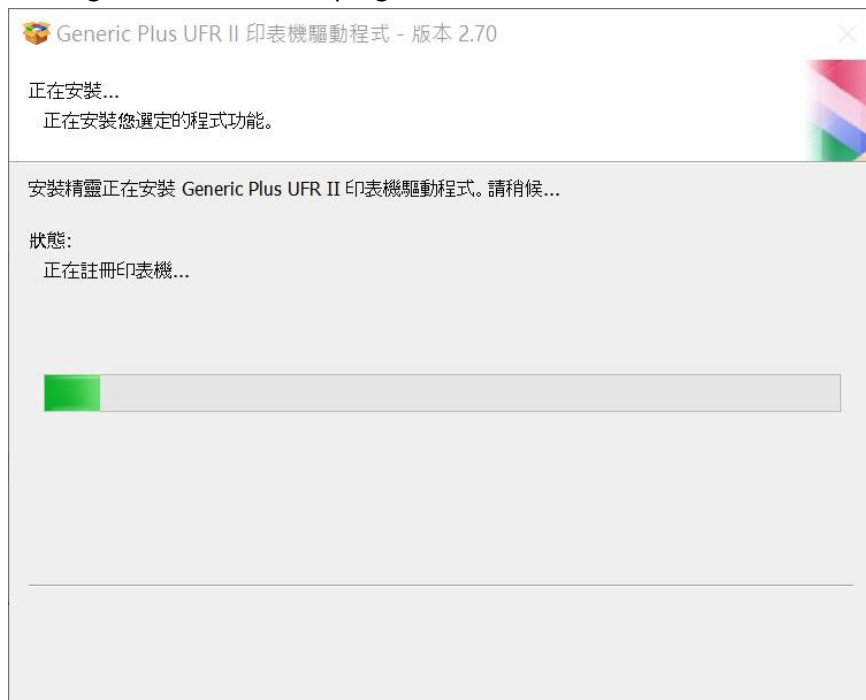 Generic Plus UFR II 印表機驅動程式 - 版本 2.70
正在安裝...
正在安裝您選定的程式功能。
安裝精靈正在安裝 Generic Plus UFR II 印表機驅動程式。請稍候...
狀態:
正在註冊印表機...